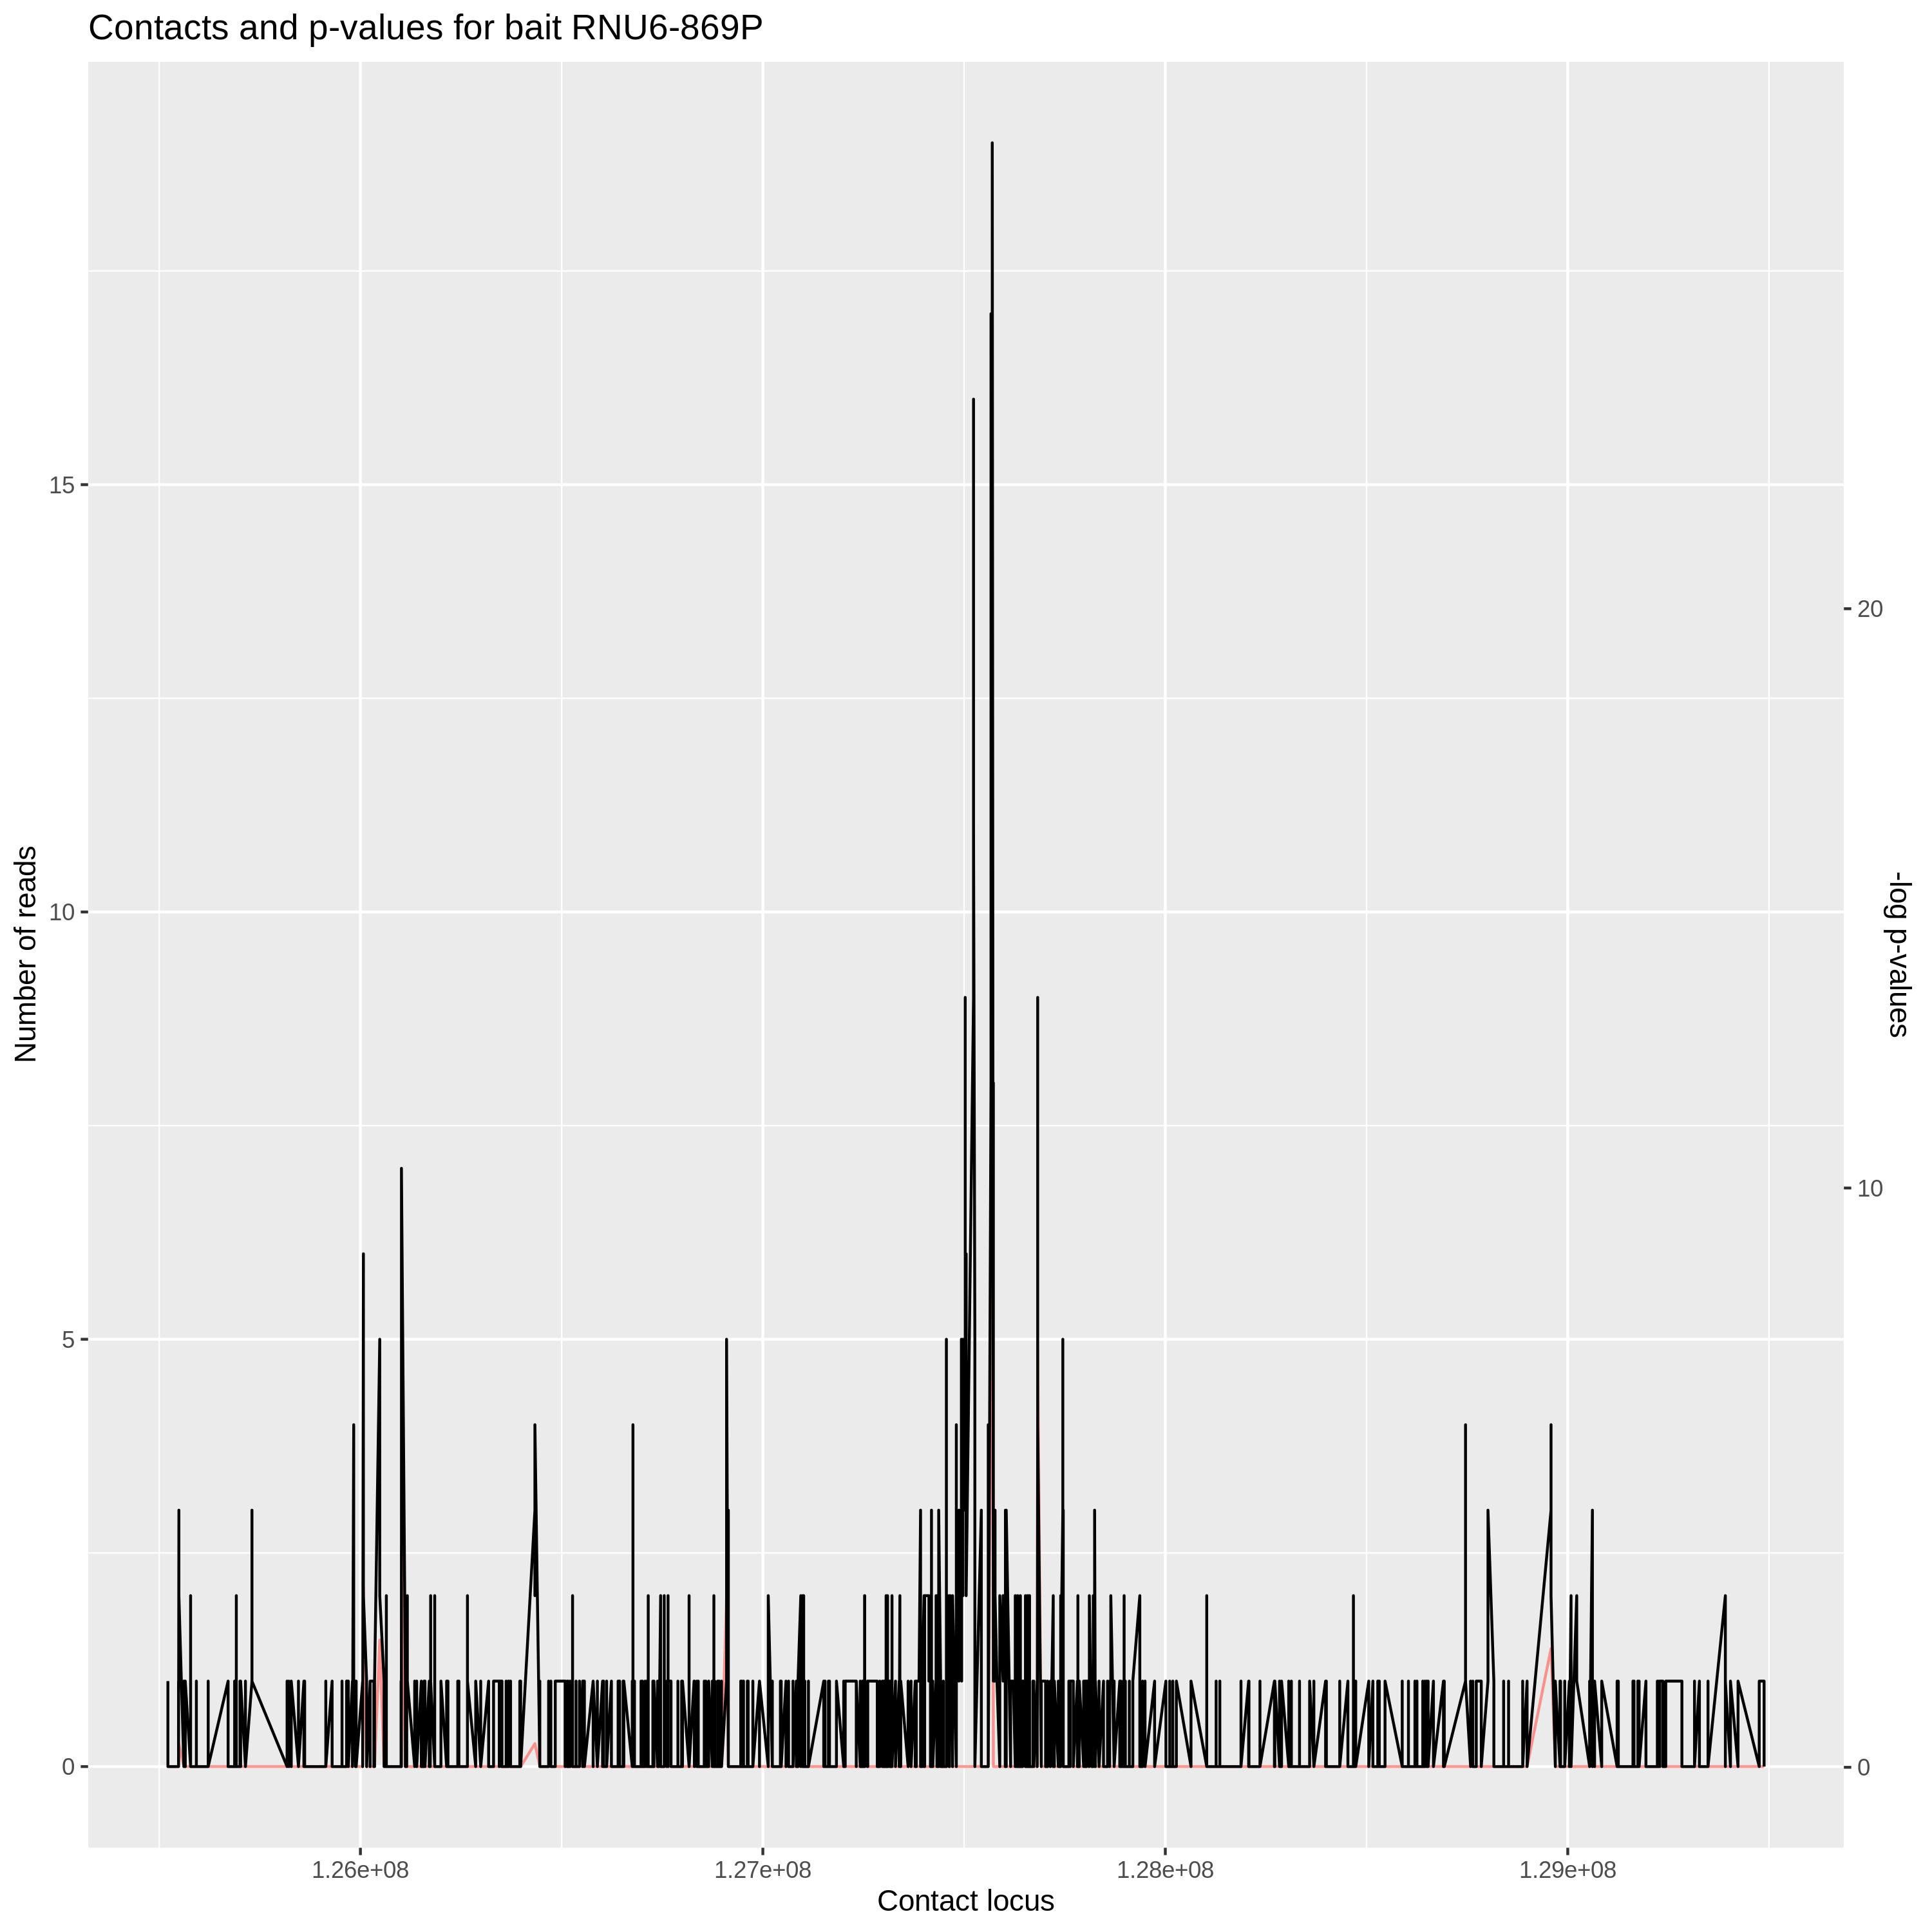 Contacts and p-values for bait RNU6-869P
Number of reads
15
10
5
0
20
10
0
-log p-values
1.26e+08
1.27e+08
1.28e+08
1.29e+08
Contact locus